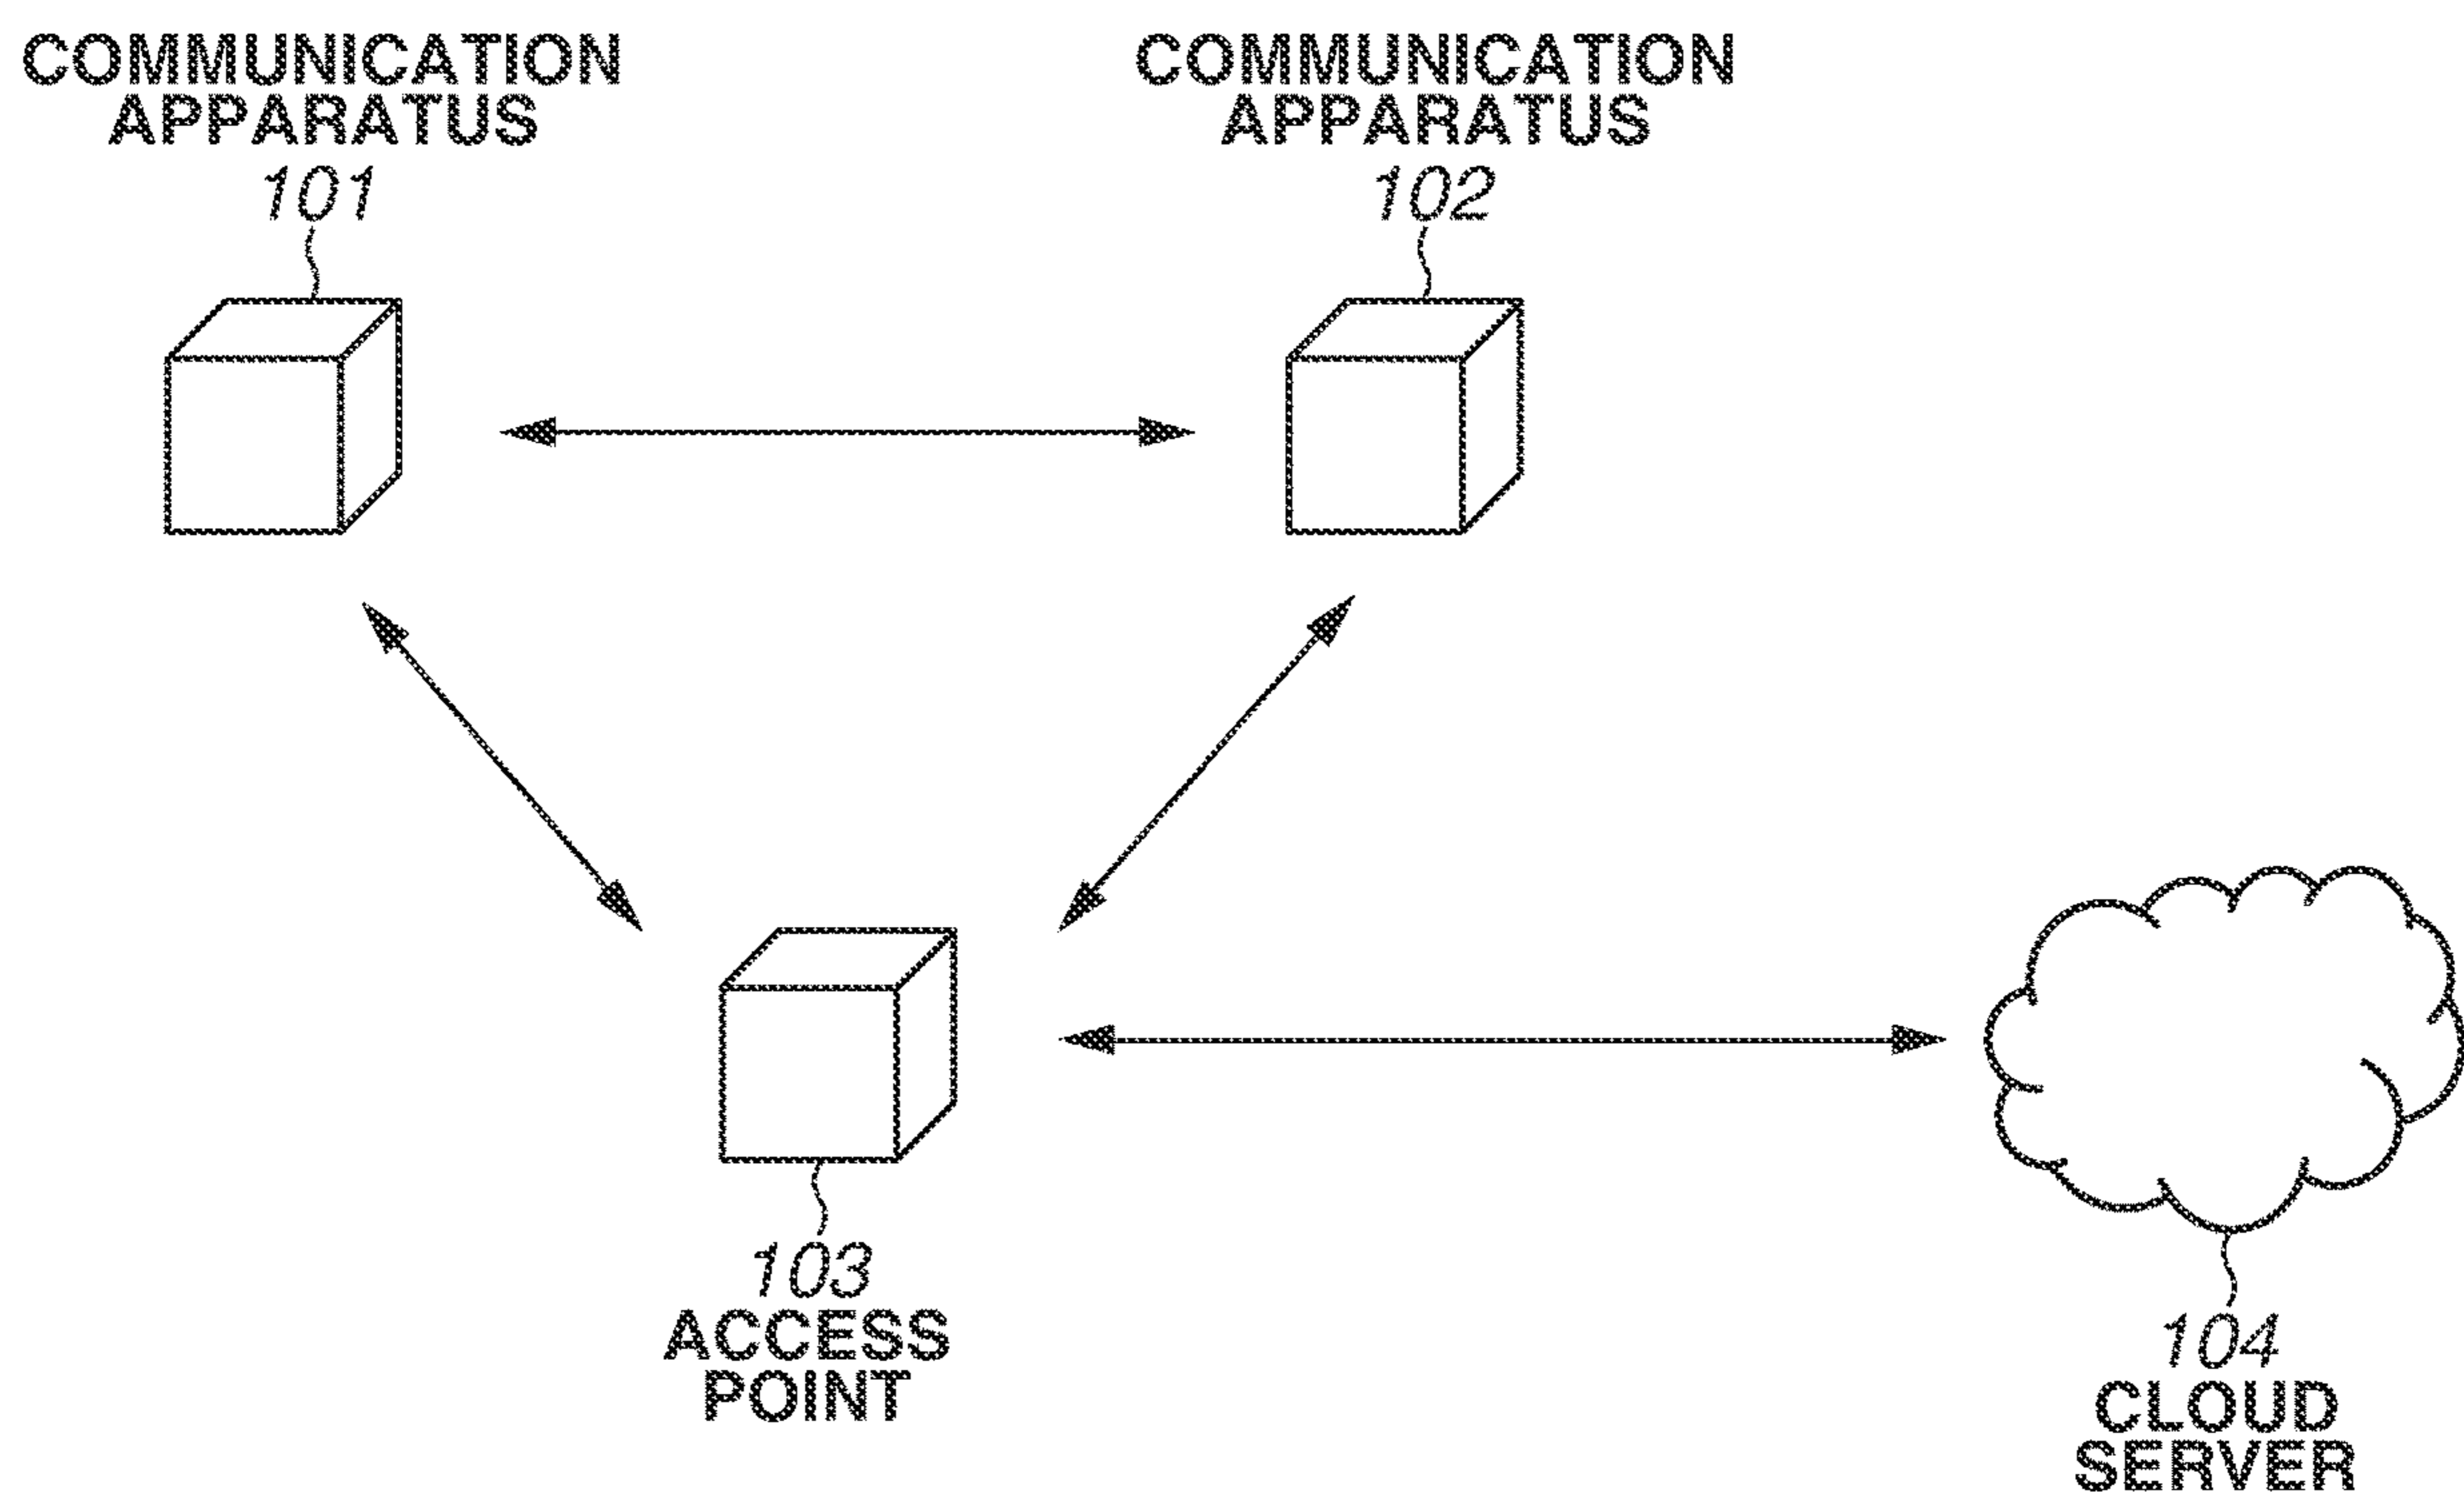 COMMUNICATION
APPARATUS
101
COMMUNICATION
APPARATUS
102
103
ACCESS
POINT
104
CLOUD
SERVER